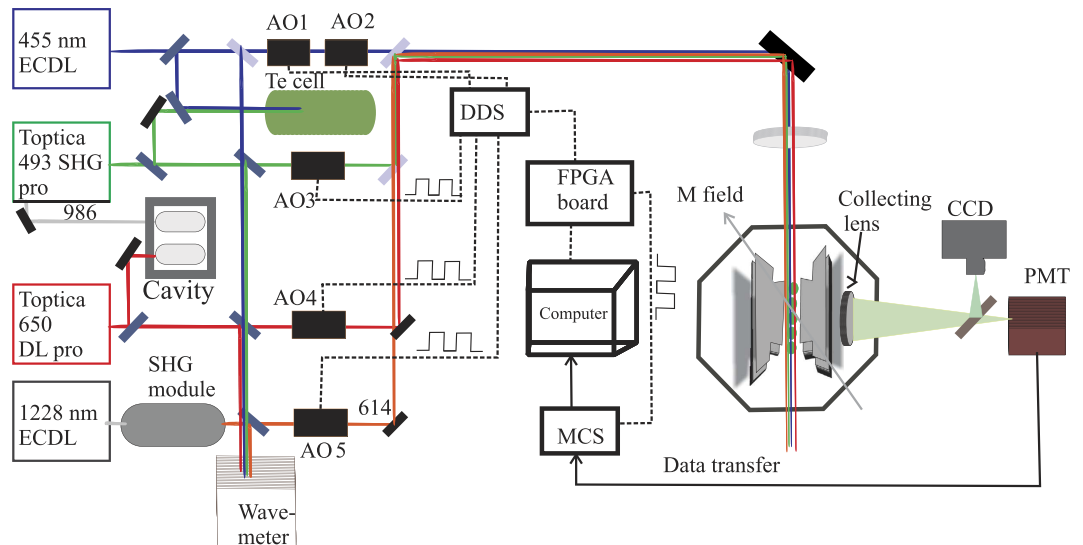 455 nm
ECDL
AO1
AO2
Te cell
DDS
Toptica
493 SHG
pro
986
AO3
FPGA
board
M field
Collecting
lens
CCD
PMT
Cavity
Toptica
650
DL pro
AO4
Computer
SHG
module
1228 nm
ECDL
614
AO 5
MCS
Data transfer
Wave-
meter